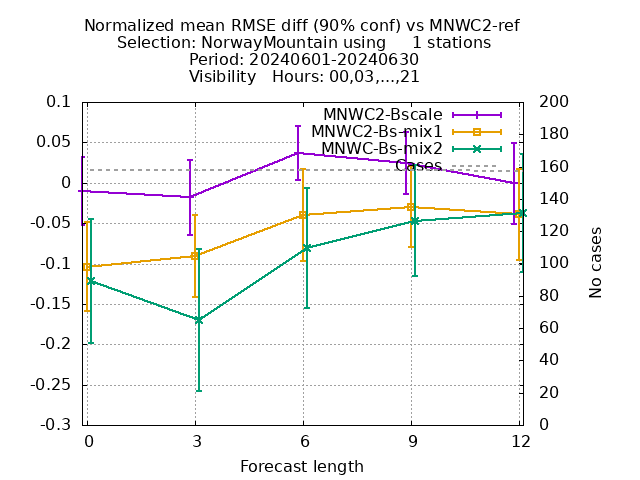 Normalized mean RMSE diff (90% conf) vs MNWC2-ref
Selection: NorwayMountain using 1 stations
Period: 20240601-20240630
Visibility Hours: 00,03,...,21
0.1
0.05
0
-0.05
-0.1
-0.15
-0.2
-0.25
-0.3
MNWC2-Bscale
MNWC2-Bs-mix1
MNWC-Bs-mix2
Cases
200
180
160
140
120
100
80
60
40
20
0
No cases
0 3 6 9 12
Forecast length